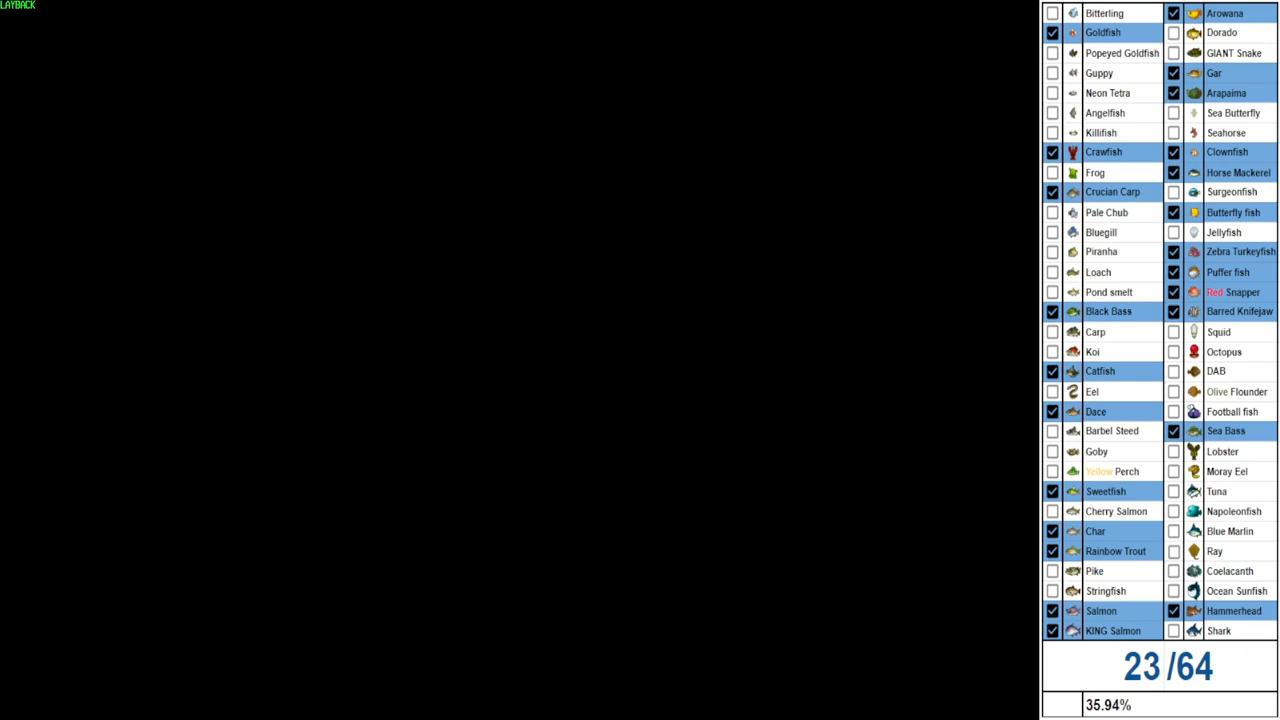 LAYBACK
Bitterling
Goldfish
Popeyed Goldfish
Guppy
Neon Tetra
Angelfish
Killifish
Crawfish
Frog
Crucian Carp
Pale Chub
Bluegill
Piranha
Loach
Pond smelt
Black Bass
Carp
Koi
Catfish
Eel
Dace
Barbel Steed
Goby
Yellow Perch
Sweetfish
Cherry Salmon
Char
Rainbow Trout
Pike
Stringfish
Salmon
KING Salmon
Arowana
Dorado
GIANT Snake
Gar
Arapaima
Sea Butterfly
Seahorse
Clownfish
Horse Mackerel
Surgeonfish
Butterfly fish
Jellyfish
Zebra Turkeyfish
Puffer fish
Red Snapper
Barred Knifejaw
Squid
Octopus
DAB
Olive Flounder
Football fish
Sea Bass
Lobster
Moray Eel
Tuna
Napoleonfish
Blue Marlin
Ray
Coelacanth
Ocean Sunfish
Hammerhead
Shark
23 /64
35.94%